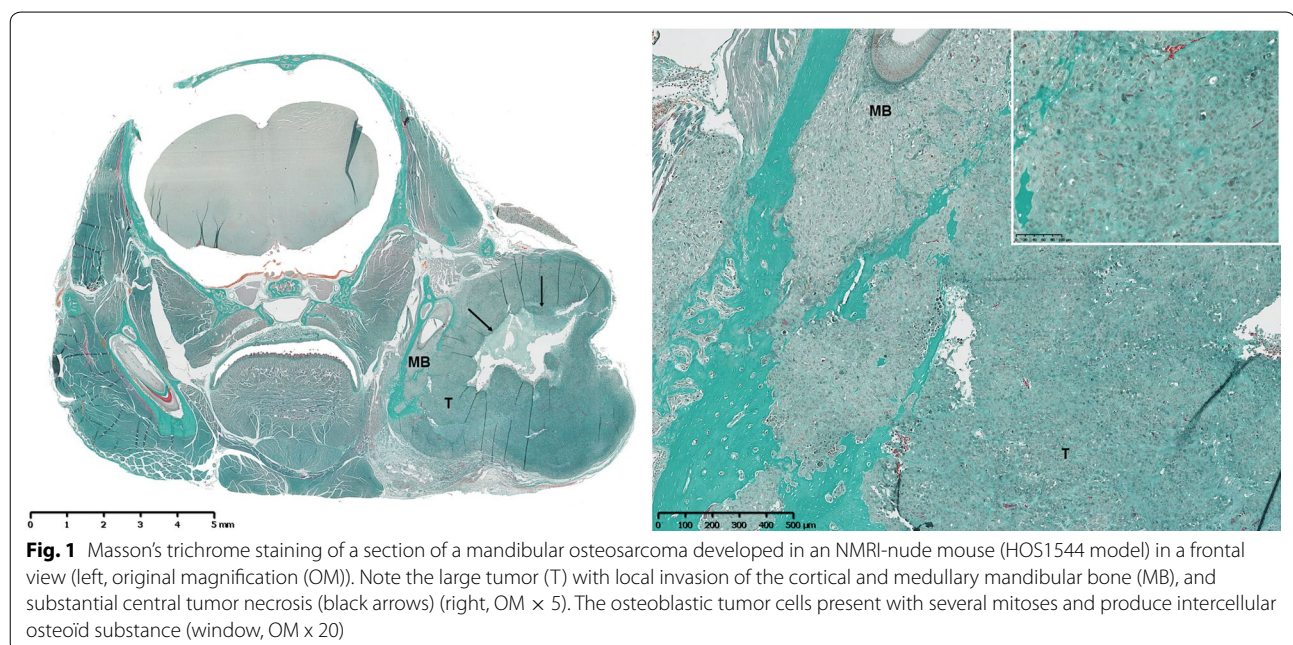 MB
T
0 1 2 3 4 5 mm
MB
T
0 100 200 300 400 500 µm
Fig. 1 Masson's trichrome staining of a section of a mandibular osteosarcoma developed in an NMRI-nude mouse (HOS1544 model) in a frontal
view (left, original magnification (OM)). Note the large tumor (T) with local invasion of the cortical and medullary mandibular bone (MB), and
substantial central tumor necrosis (black arrows) (right, OM × 5). The osteoblastic tumor cells present with several mitoses and produce intercellular
osteoïd substance (window, OM x 20)